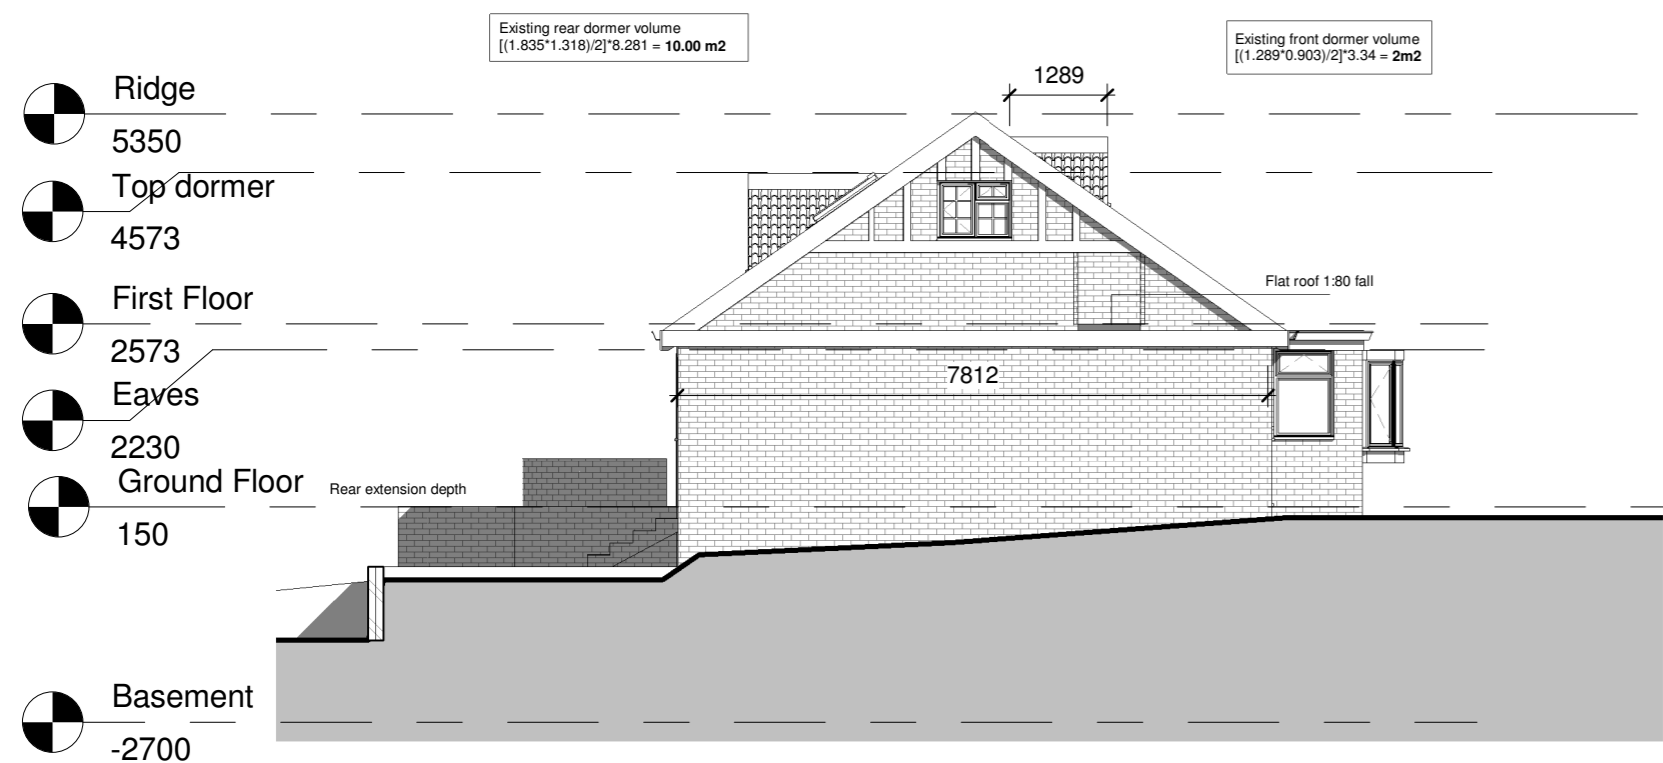 Existing rear dormer volume
[(1.835*1.318)/2]*8.281 = 10.00 m2
Existing front dormer volume
[(1.289*0.903)/2]*3.34 = 2m2
1289
Ridge
5350
Top dormer
4573
First Floor
2573
Flat roof 1:80 fall
7812
Eaves
2230
Ground Floor
150
Rear extension depth
Basement
-2700